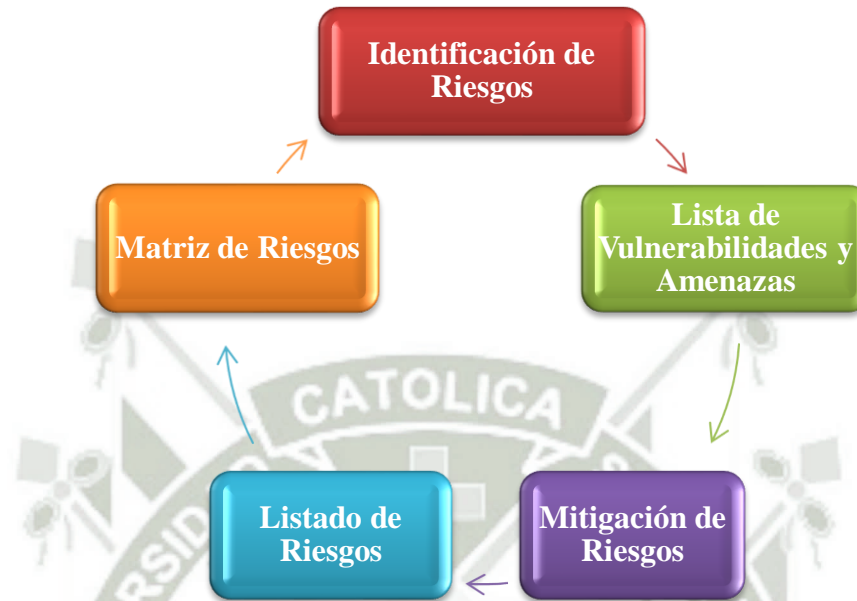 Identificación de
Riesgos
Lista de
Vulnerabilidades y
Amenazas
Mitigación de
Riesgos
Listado de
Riesgos
Matriz de Riesgos
CATOLICA